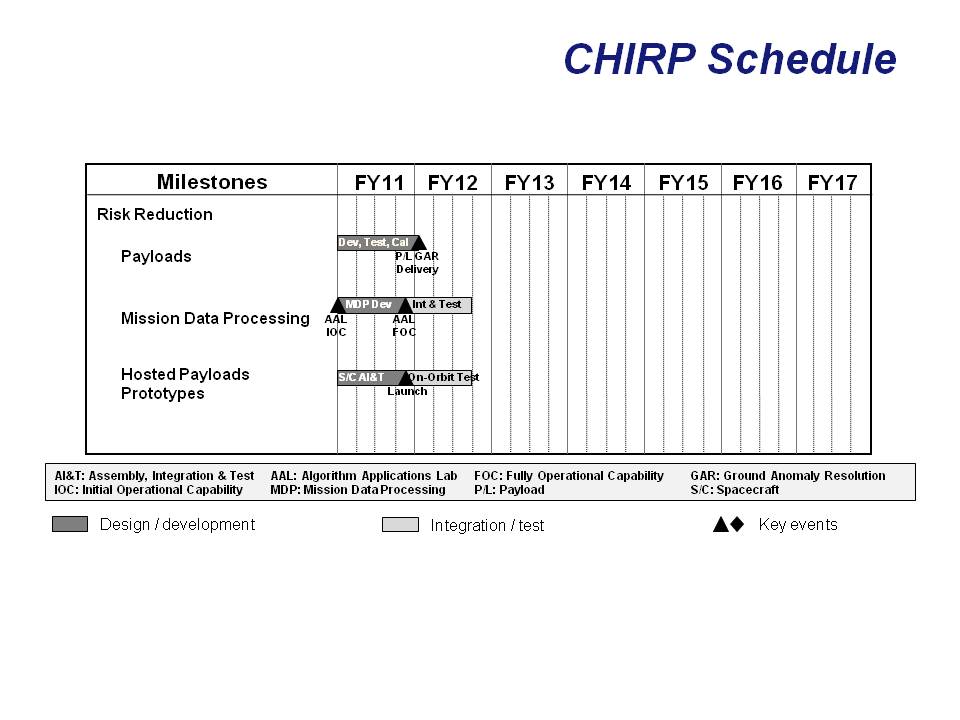 CHIRP Schedule
Milestones FY11 FY12 FY13 FY14 FY15 FY16 FY17
Risk Reduction
Payloads
Dev, Test, Cal
P/L GAR
Delivery
Mission Data Processing
MDP Dev Int & Test
AAL AAL
IOC FOC
Hosted Payloads
Prototypes
S/C AI&T On-Orbit Test
Launch
AI&T: Assembly, Integration & Test AAL: Algorithm Applications Lab FOC: Fully Operational Capability GAR: Ground Anomaly Resolution
IOC: Initial Operational Capability MDP: Mission Data Processing P/L: Payload S/C: Spacecraft
Design / development Integration / test Key events